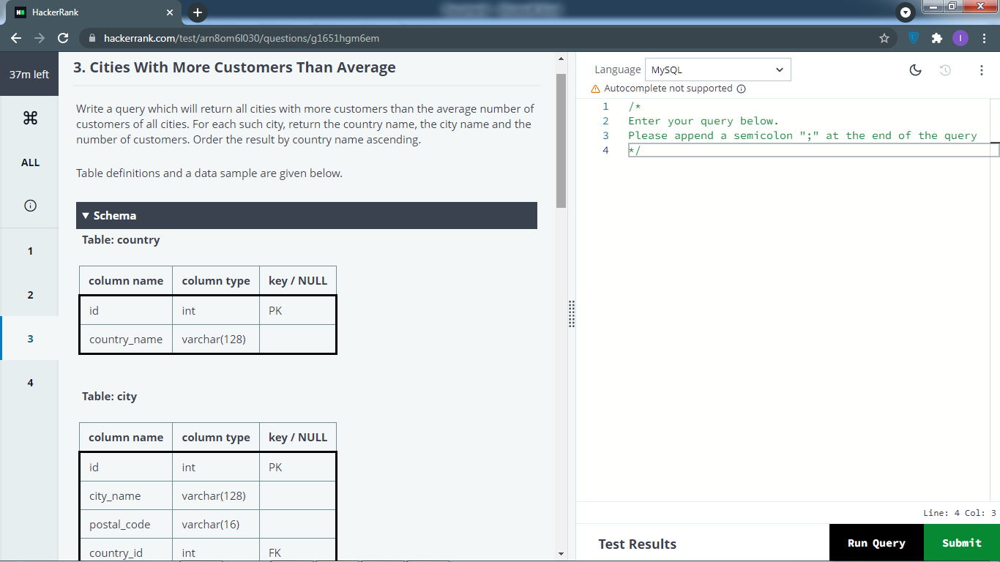 HackerRank
hackerrank.com/test/arn8om6l030/questions/g1651hgm6em
I
37m left
ALL
1
2
3
4
3. Cities With More Customers Than Average
Write a query which will return all cities with more customers than the average number of
customers of all cities. For each such city, return the country name, the city name and the
number of customers. Order the result by country name ascending.
Table definitions and a data sample are given below.
▼ Schema
Table: country
column name column type key / NULL
id int PK
country_name varchar(128)
Table: city
column name column type key / NULL
id int PK
city_name varchar(128)
postal_code varchar(16)
country_id int FK
Language MySQL
Autocomplete not supported
1 /*
2 Enter your query below.
3 Please append a semicolon ";" at the end of the query
4 */
Line: 4 Col: 3
Test Results
Run Query
Submit